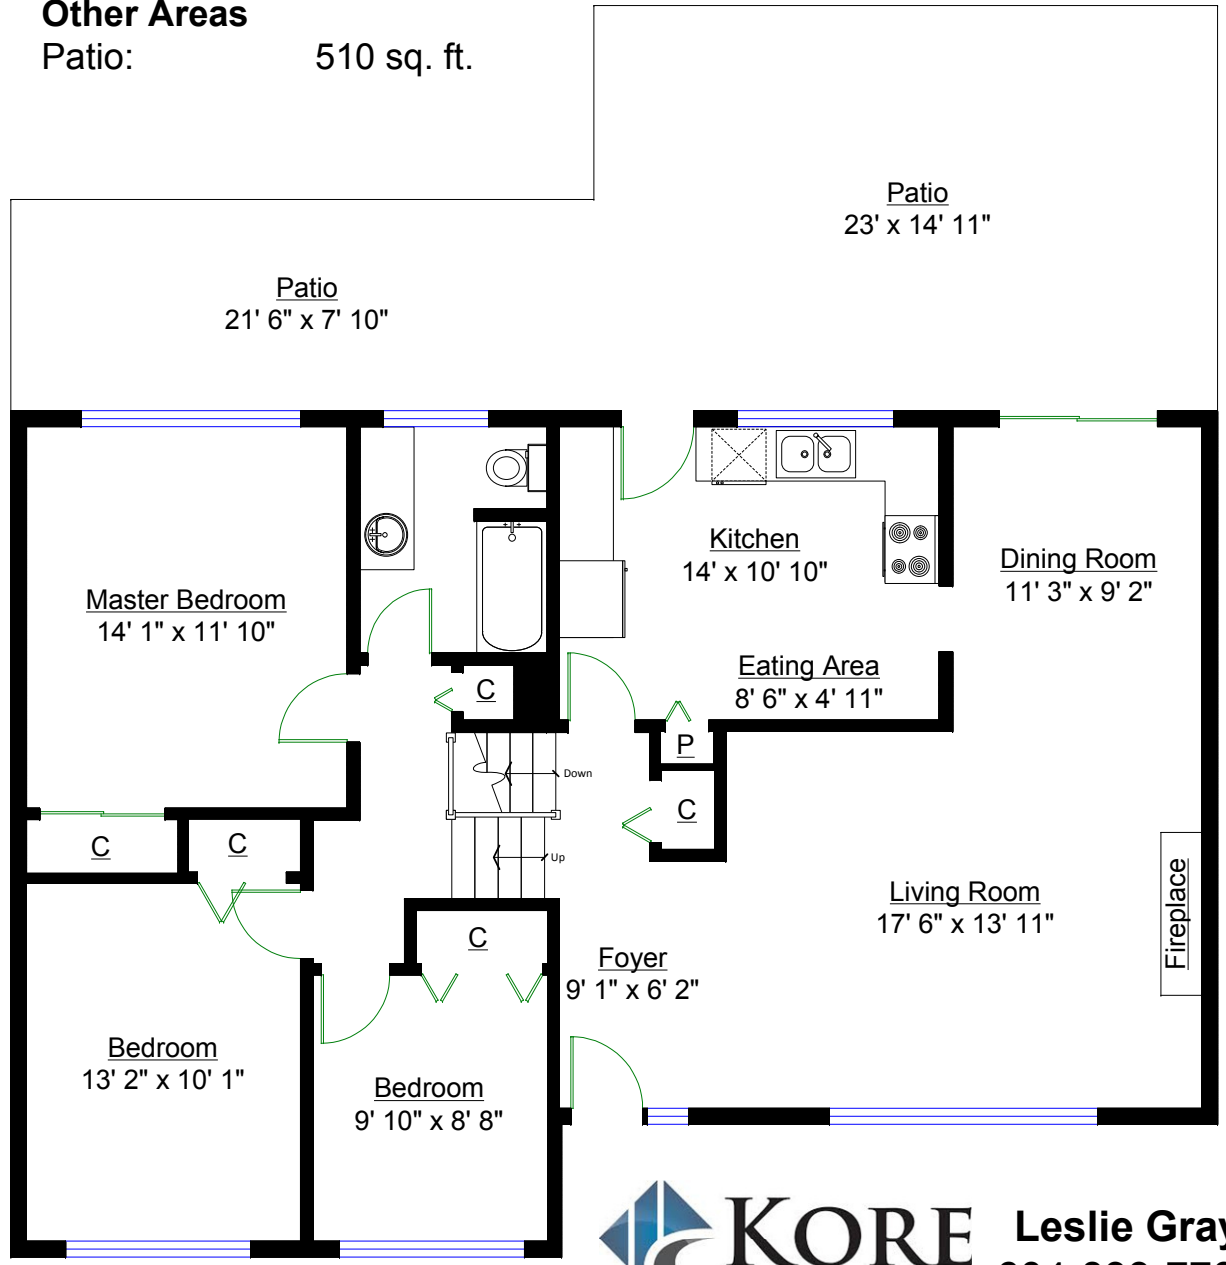 Other Areas
Patio: 510 sq. ft.
Patio
23' x 14' 11"
Patio
21' 6" x 7' 10"
Kitchen
14' x 10' 10"
Dining Room
11' 3" x 9' 2"
Master Bedroom
14' 1" x 11' 10"
Eating Area
8' 6" x 4' 11"
C
P
Down
C
C
C
Up
Living Room
17' 6" x 13' 11"
Fireplace
C
Foyer
9' 1" x 6' 2"
Bedroom
13' 2" x 10' 1"
Bedroom
9' 10" x 8' 8"
KORE
Leslie Gray